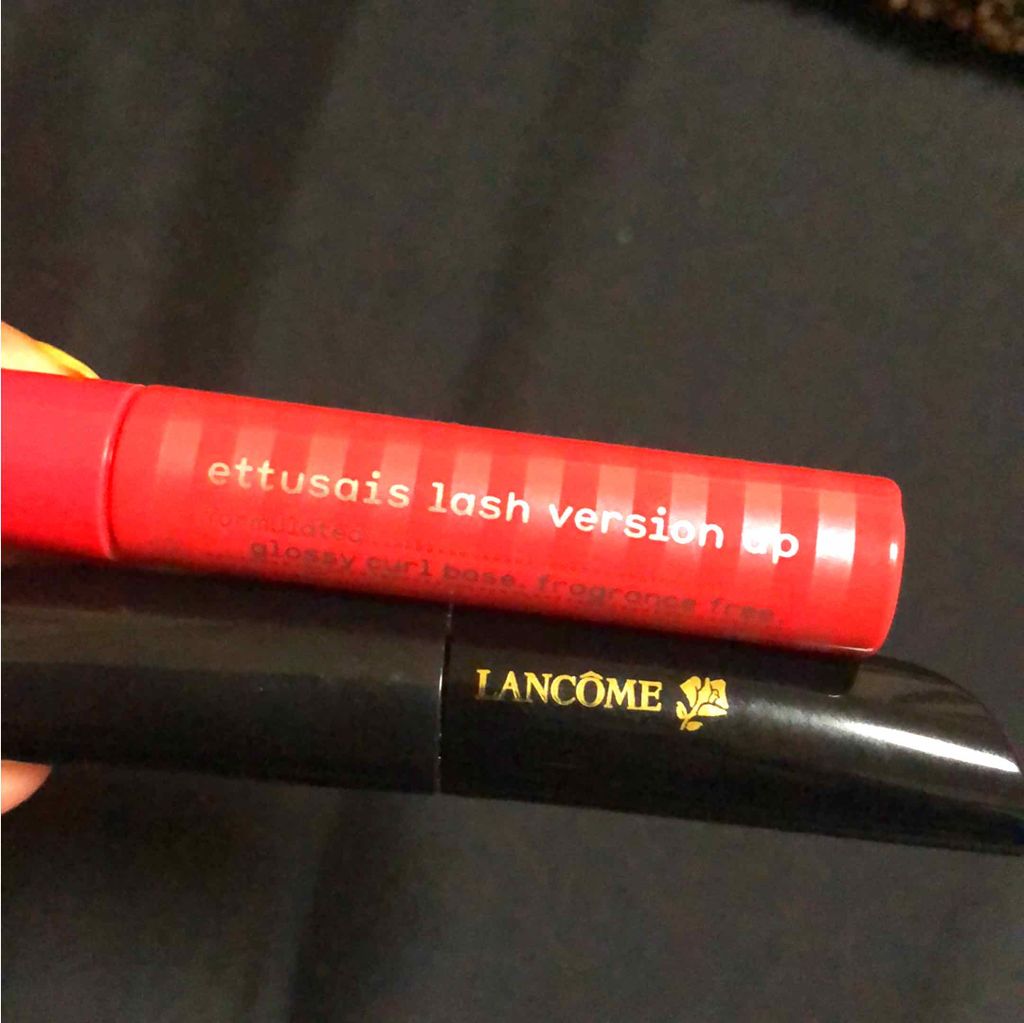 ettusais lash version up
formulated
glossy curl base. fragrance free.
LANCÔME